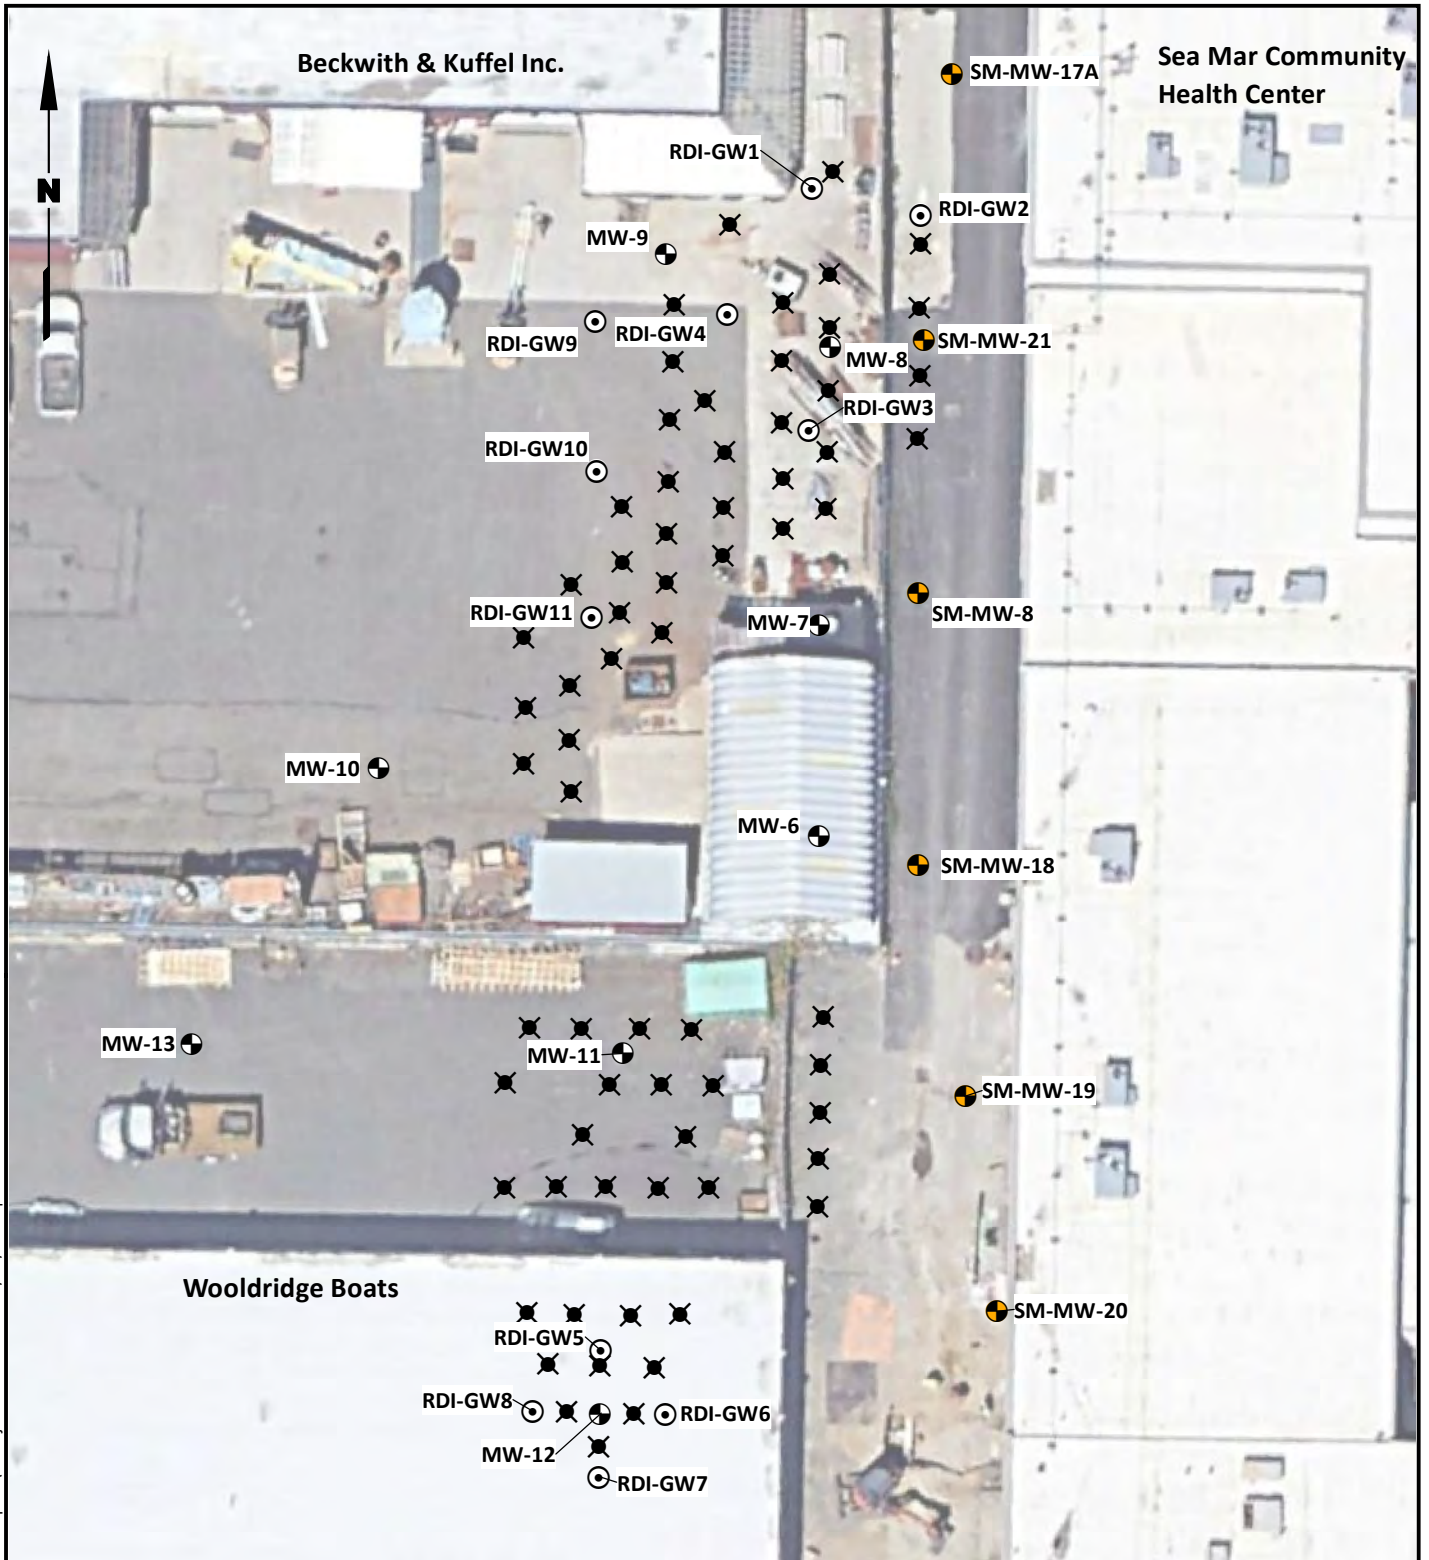 Beckwith & Kuffel Inc.
Sea Mar Community
Health Center
SM-MW-17A
RDI-GW1
N
RDI-GW2
MW-9
RDI-GW9
RDI-GW4
SM-MW-21
MW-8
RDI-GW3
RDI-GW10
RDI-GW11
MW-7
SM-MW-8
MW-10
MW-6
SM-MW-18
MW-13
MW-11
SM-MW-19
Wooldridge Boats
SM-MW-20
RDI-GW5
RDI-GW8
RDI-GW6
MW-12
RDI-GW7